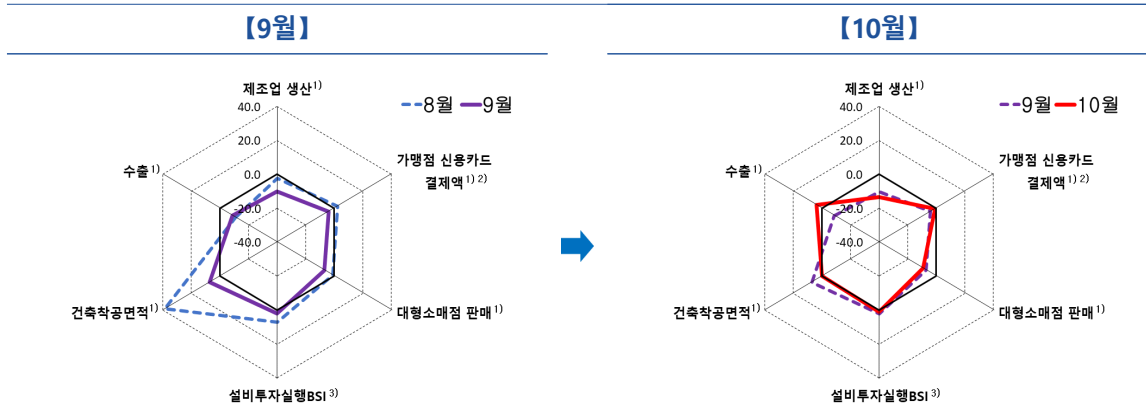 【9월】
【10월】
제조업 생산1)
8월 9월
40.0
20.0
0.0
-20.0
-40.0
수출1)
가맹점 신용카드
결제액1) 2)
건축착공면적1)
대형소매점 판매1)
설비투자실행BSI3)
제조업 생산1)
9월 10월
40.0
20.0
0.0
-20.0
-40.0
수출1)
가맹점 신용카드
결제액1) 2)
건축착공면적1)
대형소매점 판매1)
설비투자실행BSI3)